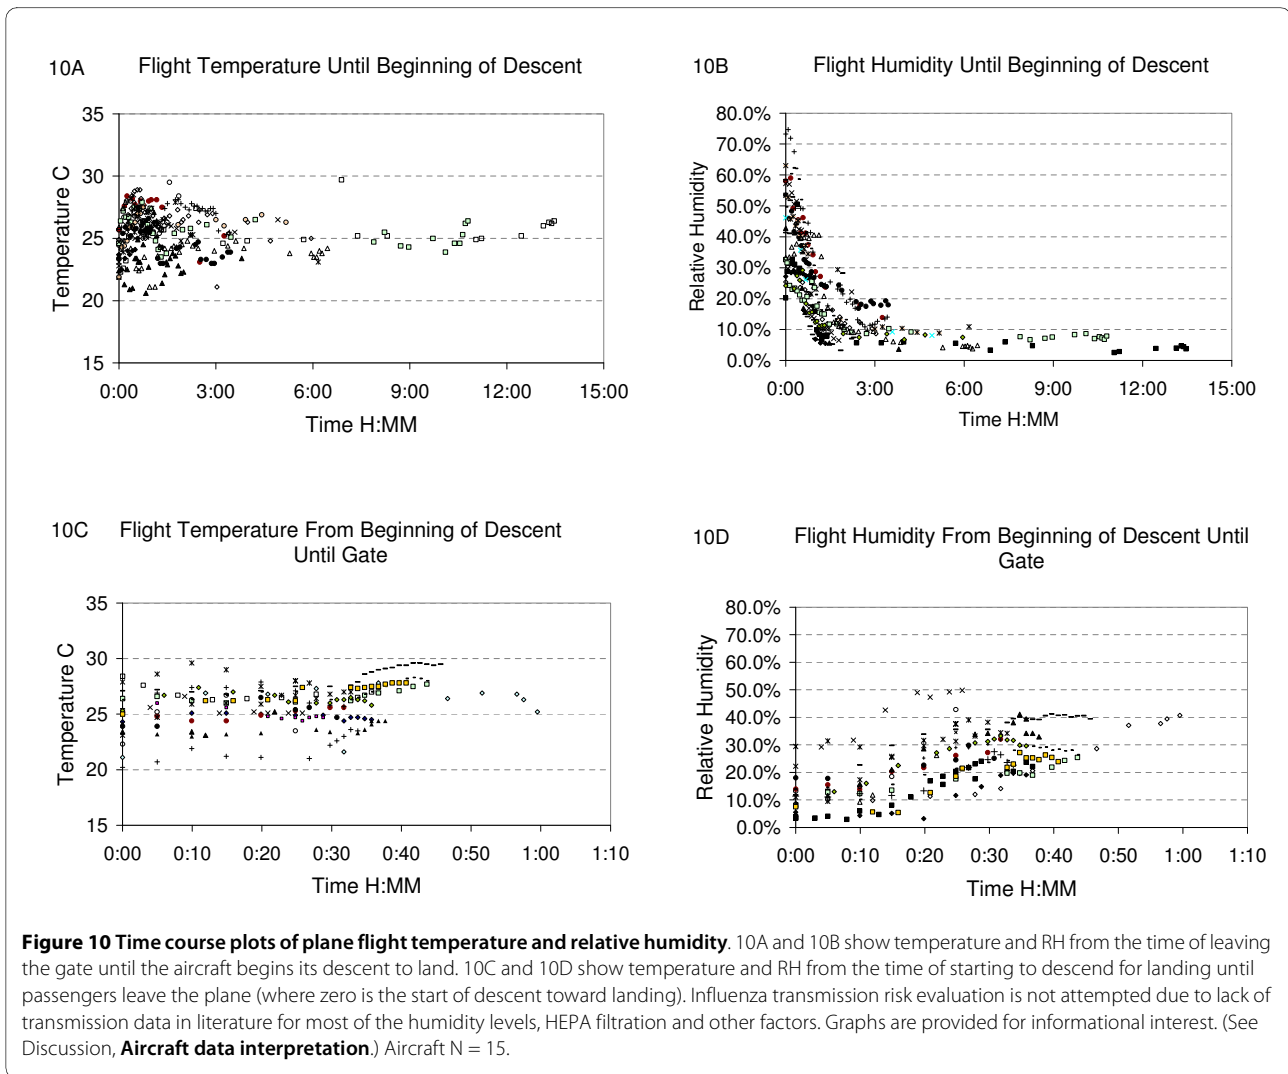 10A Flight Temperature Until Beginning of Descent
35
30
25
20
15
Temperature C
0:00 3:00 6:00 9:00 12:00 15:00
Time H:MM
10B Flight Humidity Until Beginning of Descent
80.0%
70.0%
60.0%
50.0%
40.0%
30.0%
20.0%
10.0%
0.0%
Relative Humidity
0:00 3:00 6:00 9:00 12:00 15:00
Time H:MM
10C Flight Temperature From Beginning of Descent
Until Gate
35
30
25
20
15
Temperature C
0:00 0:10 0:20 0:30 0:40 0:50 1:00 1:10
Time H:MM
10D Flight Humidity From Beginning of Descent Until
Gate
80.0%
70.0%
60.0%
50.0%
40.0%
30.0%
20.0%
10.0%
0.0%
Relative Humidity
0:00 0:10 0:20 0:30 0:40 0:50 1:00 1:10
Time H:MM
Figure 10 Time course plots of plane flight temperature and relative humidity. 10A and 10B show temperature and RH from the time of leaving
the gate until the aircraft begins its descent to land. 10C and 10D show temperature and RH from the time of starting to descend for landing until
passengers leave the plane (where zero is the start of descent toward landing). Influenza transmission risk evaluation is not attempted due to lack of
transmission data in literature for most of the humidity levels, HEPA filtration and other factors. Graphs are provided for informational interest. (See
Discussion, Aircraft data interpretation.) Aircraft N = 15.